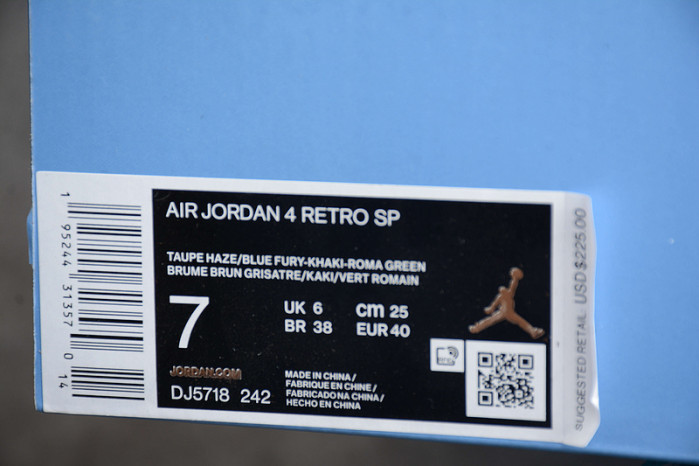 AIR JORDAN 4 RETRO SP
TAUPE HAZE/BLUE FURY-KHAKI-ROMA GREEN
BRUME BRUN GRISATRE/KAKI/VERT ROMAIN
7
UK 6
cm 25
BR 38
EUR 40
JORDAN.COM
DJ5718 242
MADE IN CHINA/
FABRIQUE EN CHINE/
FABRICADO NA CHINA/
HECHO EN CHINA
1 95244 31357 0 14
SUGGESTED RETAIL USD $225.00